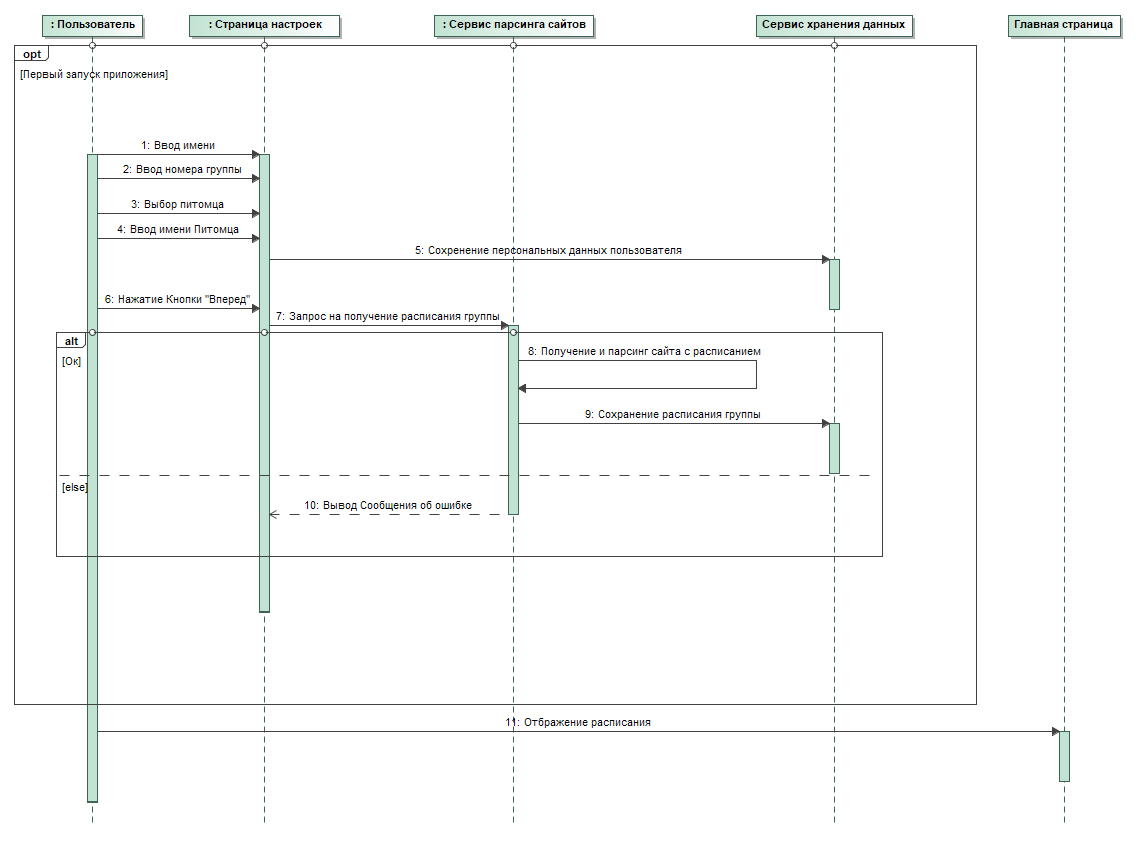 : Пользователь
: Страница настроек
: Сервис парсинга сайтов
Сервис хранения данных
Главная страница
opt
[Первый запуск приложения]
1: Ввод имени
2: Ввод номера группы
3: Выбор питомца
4: Ввод имени Питомца
5: Сохренение персональных данных пользователя
6: Нажатие Кнопки "Вперед"
7: Запрос на получение расписания группы
alt
[Ок]
8: Получение и парсинг сайта с расписанием
9: Сохранение расписания группы
[else]
10: Вывод Сообщения об ошибке
11: Отбражение расписания